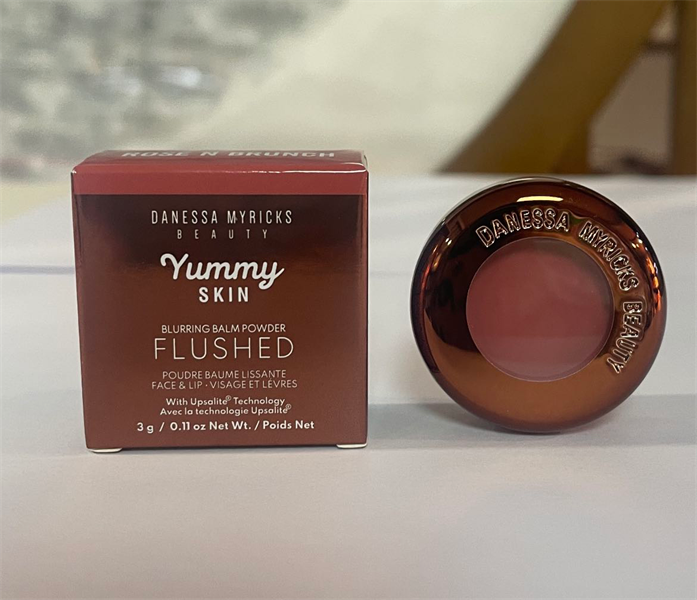 ROSE N BRUNCH
DANESSA MYRICKS
BEAUTY
Yummy
SKIN
BLURRING BALM POWDER
FLUSHED
POUDRE BAUME LISSANTE
FACE & LIP • VISAGE ET LÈVRES
With Upsalite® Technology
Avec la technologie Upsalite®
3 g / 0.11 oz Net Wt. / Poids Net
DANESSA MYRICKS BEAUTY